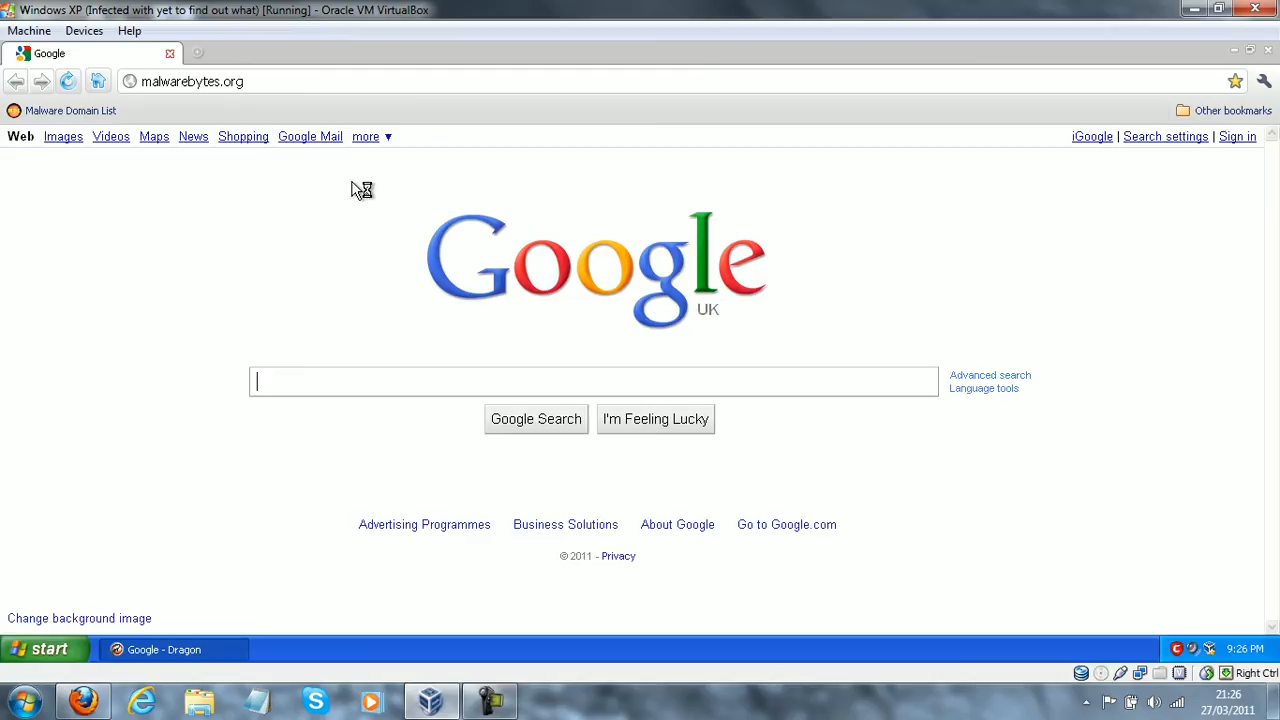 Windows XP (Infected with yet to find out what) [Running] - Oracle VM VirtualBox
Machine Devices Help
Google
malwarebytes.org
Malware Domain List Other bookmarks
Web Images Videos Maps News Shopping Google Mail more ▼ iGoogle | Search settings | Sign in
Google
UK
Advanced search
Language tools
Google Search I'm Feeling Lucky
Advertising Programmes Business Solutions About Google Go to Google.com
© 2011 - Privacy
Change background image
start Google - Dragon 9:26 PM
Right Ctrl
21:26
27/03/2011